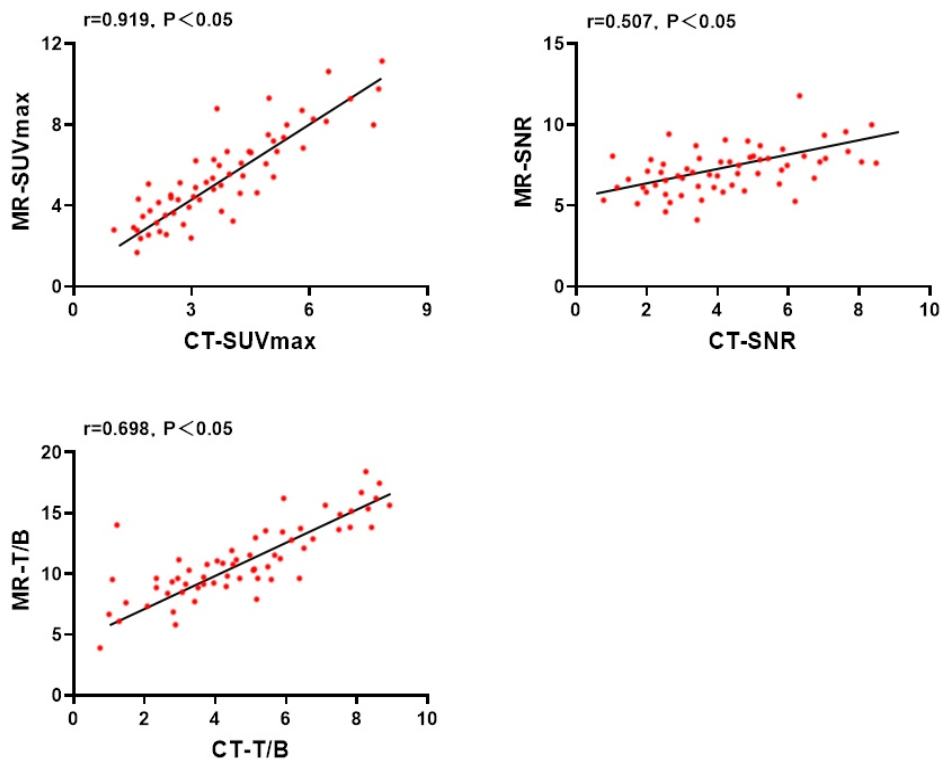 r=0.919, P＜0.05
12
8
4
0
MR-SUVmax
0 3 6 9
CT-SUVmax
r=0.507, P＜0.05
15
10
5
0
MR-SNR
0 2 4 6 8 10
CT-SNR
r=0.698, P＜0.05
20
15
10
5
0
MR-T/B
0 2 4 6 8 10
CT-T/B